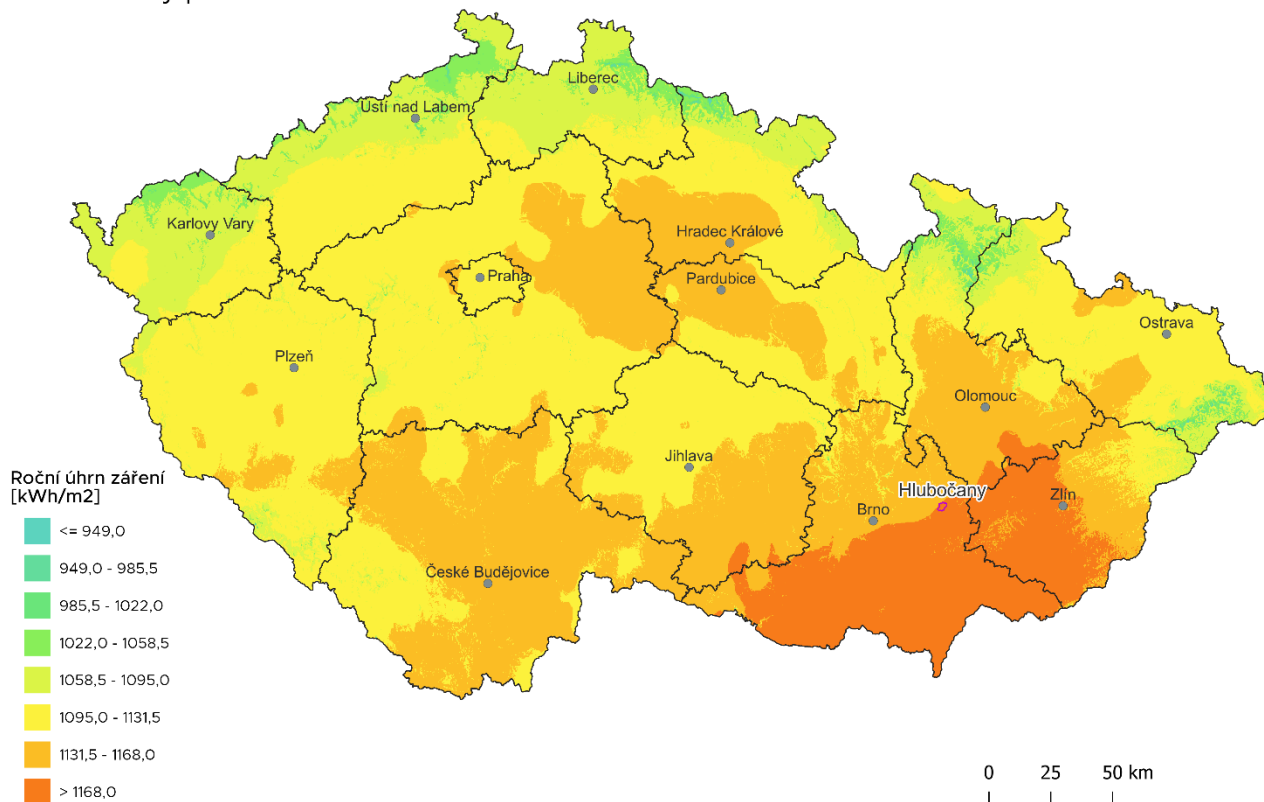 Liberec
Ústí nad Labem
Karlovy Vary
Hradec Králové
Praha
Pardubice
Ostrava
Plzeň
Olomouc
Jihlava
Hlubočany
Zlín
Brno
České Budějovice
Roční úhrn záření
[kWh/m2]
<= 949,0
949,0 - 985,5
985,5 - 1022,0
1022,0 - 1058,5
1058,5 - 1095,0
1095,0 - 1131,5
1131,5 - 1168,0
> 1168,0
0 25 50 km